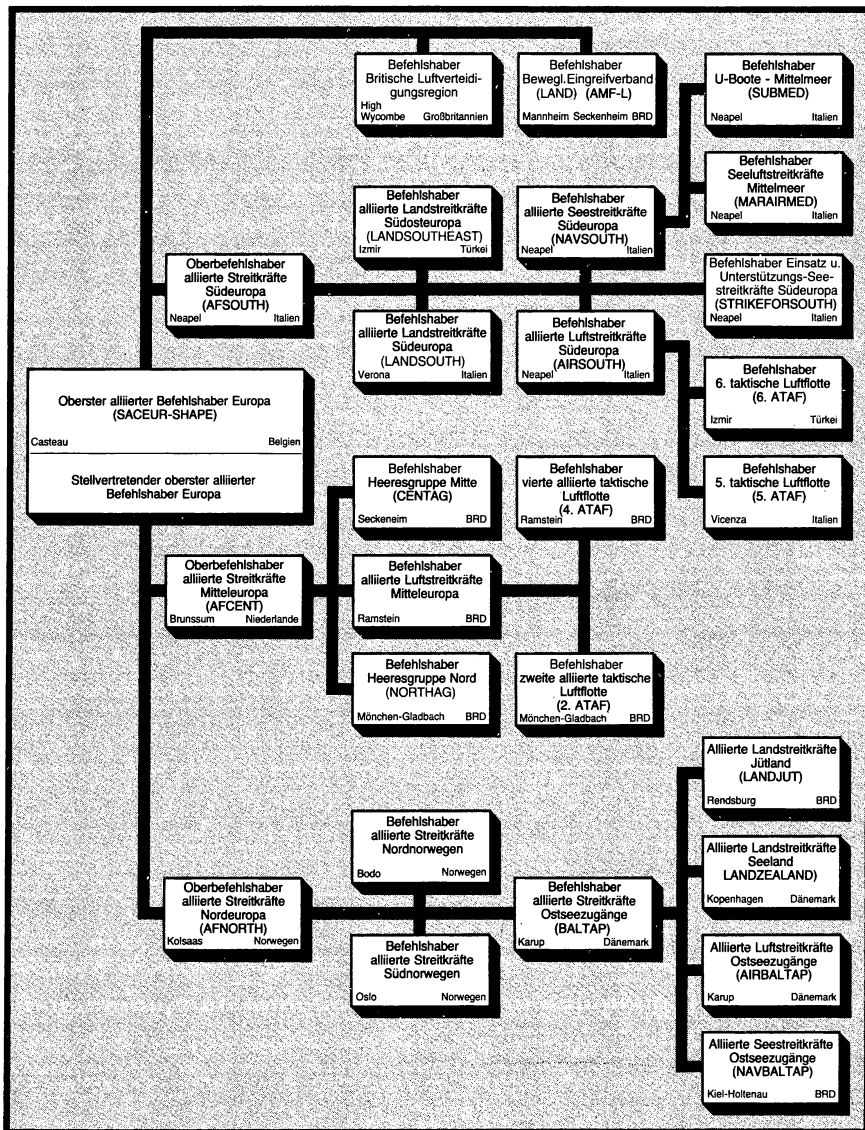 Befehlshaber
Britische Luftverteidi-
gungsregion
High
Wycombe Großbritannien
Befehlshaber
Bewegl.Eingreifverband
(LAND) (AMF-L)
Mannheim Seckenheim BRD
Befehlshaber
U-Boote - Mittelmeer
(SUBMED)
Neapel Italien
Befehlshaber
Seeluftstreitkräfte
Mittelmeer
(MARAIRMED)
Neapel Italien
Befehlshaber
alliierte Landstreitkräfte
Südosteuropa
(LANDSOUTHEAST)
Izmir Türkei
Befehlshaber
alliierte Seestreitkräfte
Südeuropa
(NAVSOUTH)
Neapel Italien
Oberbefehlshaber
alliierte Streitkräfte
Südeuropa
(AFSOUTH)
Neapel Italien
Befehlshaber Einsatz u.
Unterstützungs-See-
streitkräfte Südeuropa
(STRIKEFORSOUTH)
Neapel Italien
Befehlshaber
alliierte Landstreitkräfte
Südeuropa
(LANDSOUTH)
Verona Italien
Befehlshaber
alliierte Luftstreitkräfte
Südeuropa
(AIRSOUTH)
Neapel Italien
Befehlshaber
6. taktische Luftflotte
(6. ATAF)
Izmir Türkei
Befehlshaber
5. taktische Luftflotte
(5. ATAF)
Vicenza Italien
Oberster alliierter Befehlshaber Europa
(SACEUR-SHAPE)
Casteau Belgien
Stellvertretender oberster alliierter
Befehlshaber Europa
Befehlshaber
Heeresgruppe Mitte
(CENTAG)
Seckeneim BRD
Befehlshaber
vierte alliierte taktische
Luftflotte
(4. ATAF)
Ramstein BRD
Oberbefehlshaber
alliierte Streitkräfte
Mitteleuropa
(AFCENT)
Brunssum Niederlande
Befehlshaber
alliierte Luftstreitkräfte
Mitteleuropa
Ramstein BRD
Befehlshaber
Heeresgruppe Nord
(NORTHAG)
Mönchen-Gladbach BRD
Befehlshaber
zweite alliierte taktische
Luftflotte
(2. ATAF)
Mönchen-Gladbach BRD
Alliierte Landstreitkräfte
Jütland
(LANDJUT)
Rendsburg BRD
Befehlshaber
alliierte Streitkräfte
Nordnorwegen
Bodo Norwegen
Alliierte Landstreitkräfte
Seeland
LANDZEALAND)
Kopenhagen Dänemark
Oberbefehlshaber
alliierte Streitkräfte
Nordeuropa
(AFNORTH)
Kolsaas Norwegen
Befehlshaber
alliierte Streitkräfte
Ostseezugänge
(BALTAP)
Karup Dänemark
Befehlshaber
alliierte Streitkräfte
Südnorwegen
Oslo Norwegen
Alliierte Luftstreitkräfte
Ostseezugänge
(AIRBALTAP)
Karup Dänemark
Alliierte Seestreitkräfte
Ostseezugänge
(NAVBALTAP)
Kiel-Holtenau BRD